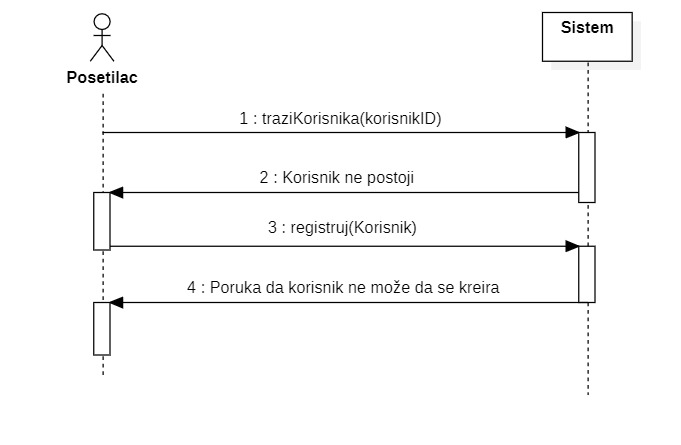 Posetilac
Sistem
1 : traziKorisnika(korisnikID)
2 : Korisnik ne postoji
3 : registruj(Korisnik)
4 : Poruka da korisnik ne može da se kreira